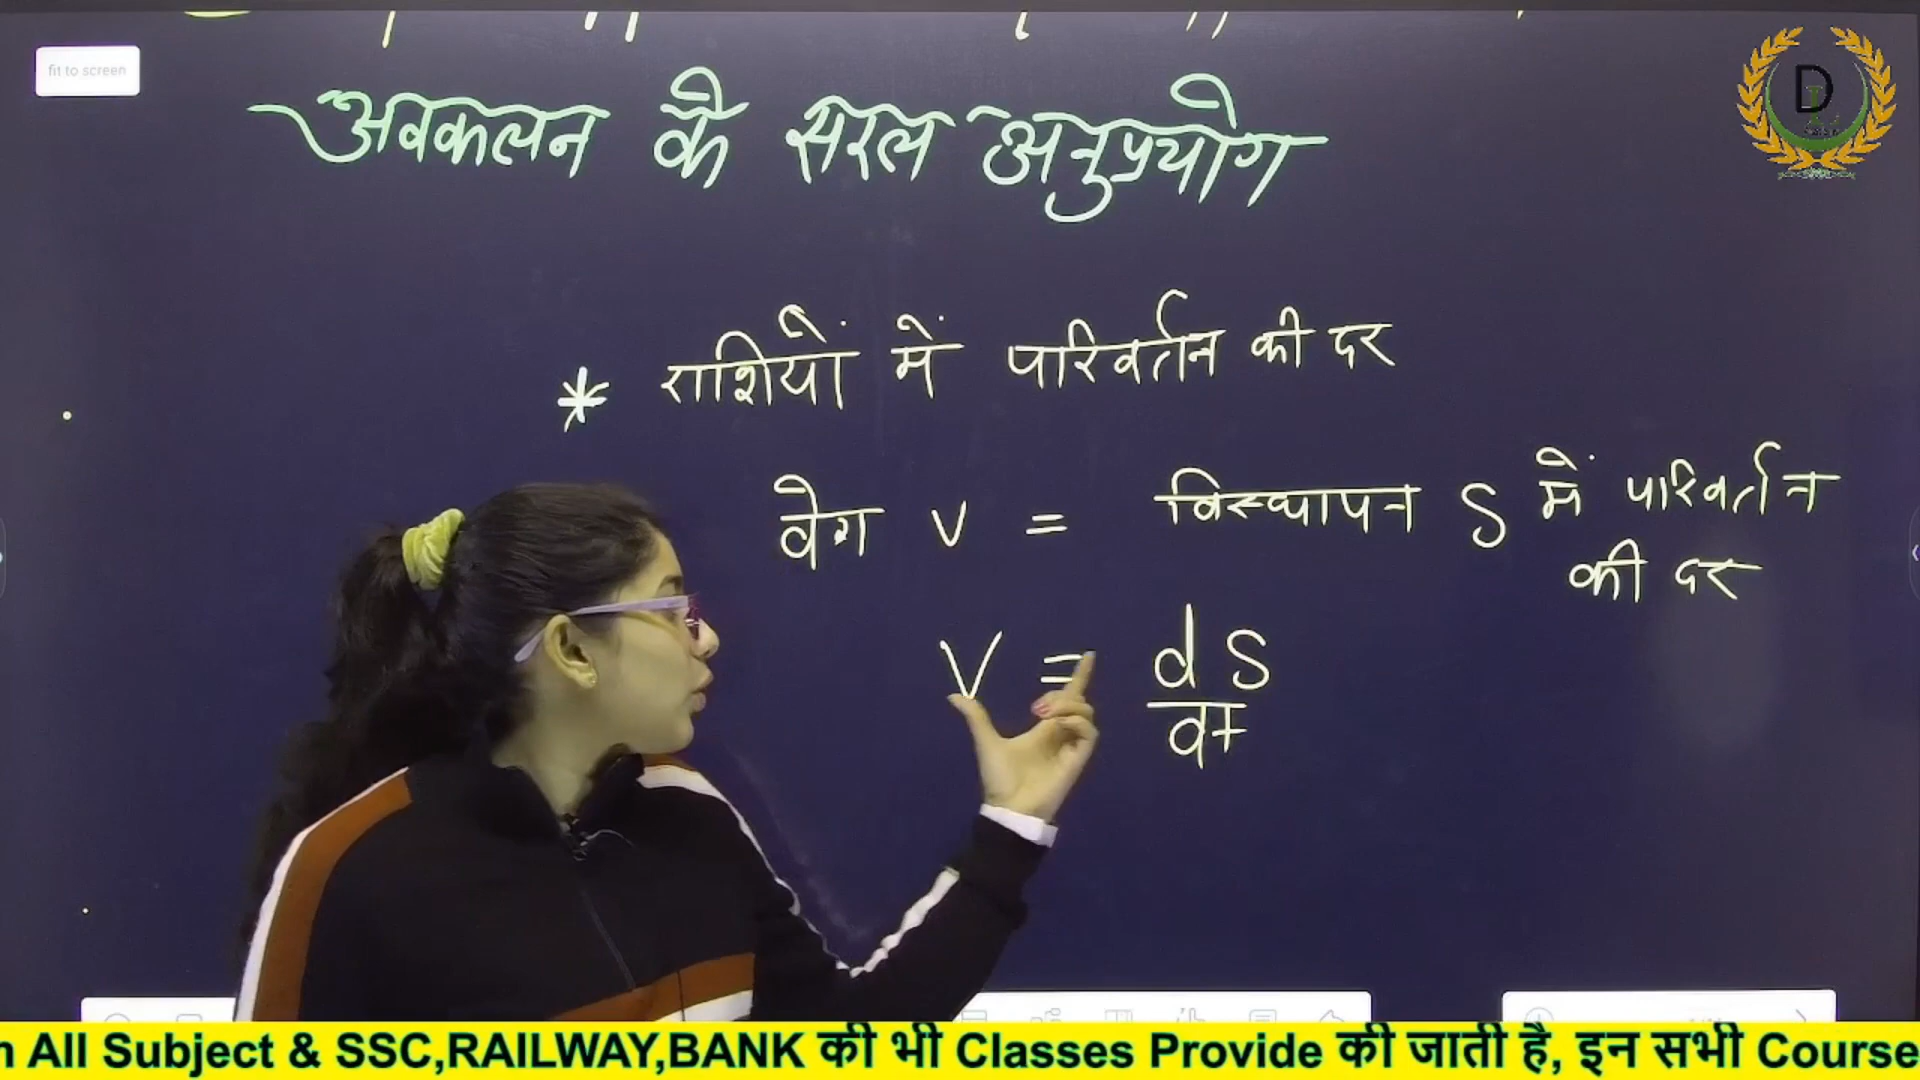 fit to screen
D
अवकलन के सरल अनुप्रयोग
* राशियों में परिवर्तन की दर
वेग v = विस्थापन S में परिवर्तन
की दर
v = dS
dt
All Subject & SSC,RAILWAY,BANK की भी Classes Provide की जाती है, इन सभी Course